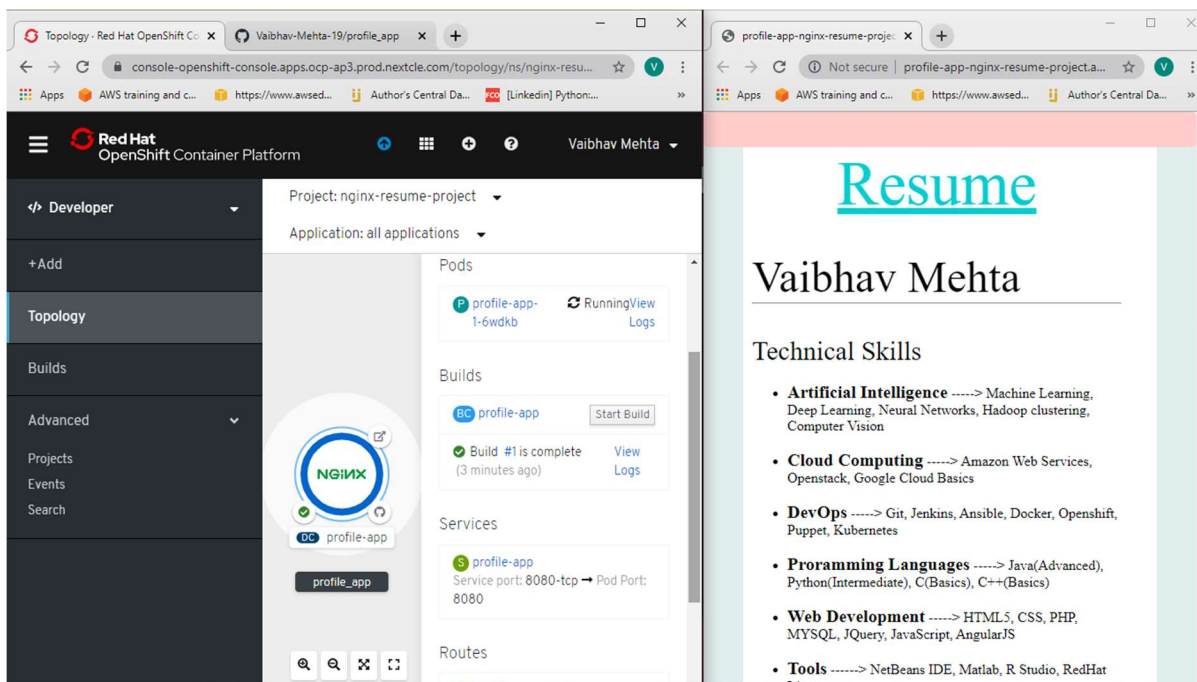 Topology · Red Hat OpenShift Co
Vaibhav-Mehta-19/profile_app
console-openshift-console.apps.ocp-ap3.prod.nextcle.com/topology/ns/nginx-resu...
V
Apps
AWS training and c...
https://www.awsed...
Author's Central Da...
[Linkedin] Python:...
»
Red Hat
OpenShift Container Platform
Vaibhav Mehta
</> Developer
+Add
Topology
Builds
Advanced
Projects
Events
Search
Project: nginx-resume-project
Application: all applications
NGINX
DC profile-app
profile_app
Pods
P profile-app-
1-6wdkb
RunningView
Logs
Builds
BC profile-app
Start Build
Build #1 is complete
(3 minutes ago)
View
Logs
Services
S profile-app
Service port: 8080-tcp → Pod Port:
8080
Routes
profile-app-nginx-resume-projec
Not secure | profile-app-nginx-resume-project.a...
V
Apps
AWS training and c...
https://www.awsed...
Author's Central Da...
»
Resume
Vaibhav Mehta
Technical Skills
• Artificial Intelligence -----> Machine Learning,
Deep Learning, Neural Networks, Hadoop clustering,
Computer Vision
• Cloud Computing -----> Amazon Web Services,
Openstack, Google Cloud Basics
• DevOps -----> Git, Jenkins, Ansible, Docker, Openshift,
Puppet, Kubernetes
• Proramming Languages -----> Java(Advanced),
Python(Intermediate), C(Basics), C++(Basics)
• Web Development -----> HTML5, CSS, PHP,
MYSQL, JQuery, JavaScript, AngularJS
• Tools ------> NetBeans IDE, Matlab, R Studio, RedHat